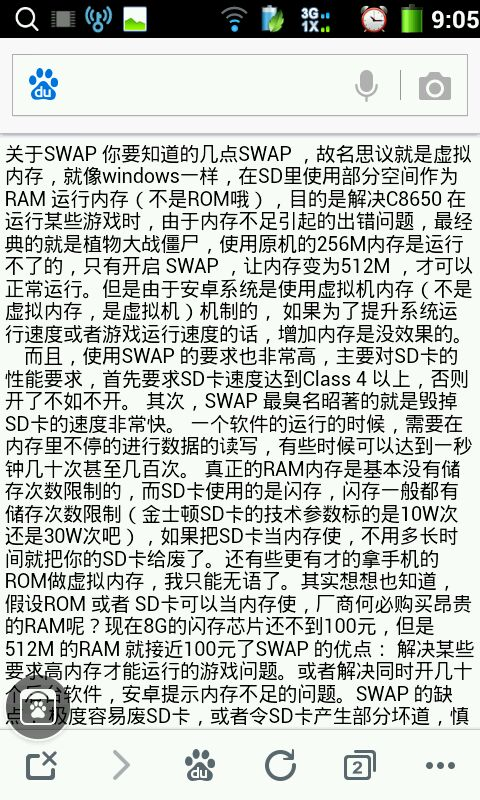 3G
1X
9:05
du
关于SWAP 你要知道的几点SWAP ，故名思议就是虚拟
内存，就像windows一样，在SD里使用部分空间作为
RAM 运行内存（不是ROM哦），目的是解决C8650 在
运行某些游戏时，由于内存不足引起的出错问题，最经
典的就是植物大战僵尸，使用原机的256M内存是运行
不了的，只有开启 SWAP ，让内存变为512M ，才可以
正常运行。但是由于安卓系统是使用虚拟机内存（不是
虚拟内存，是虚拟机）机制的， 如果为了提升系统运
行速度或者游戏运行速度的话，增加内存是没效果的。
而且，使用SWAP 的要求也非常高，主要对SD卡的
性能要求，首先要求SD卡速度达到Class 4 以上，否则
开了不如不开。 其次，SWAP 最臭名昭著的就是毁掉
SD卡的速度非常快。 一个软件的运行的时候，需要在
内存里不停的进行数据的读写，有些时候可以达到一秒
钟几十次甚至几百次。 真正的RAM内存是基本没有储
存次数限制的，而SD卡使用的是闪存，闪存一般都有
储存次数限制（金士顿SD卡的技术参数标的是10W次
还是30W次吧），如果把SD卡当内存使，不用多长时
间就把你的SD卡给废了。还有些更有才的拿手机的
ROM做虚拟内存，我只能无语了。其实想想也知道，
假设ROM 或者 SD卡可以当内存使，厂商何必购买昂贵
的RAM呢？现在8G的闪存芯片还不到100元，但是
512M 的RAM 就接近100元了SWAP 的优点： 解决某些
要求高内存才能运行的游戏问题。或者解决同时开几十
个 台软件，安卓提示内存不足的问题。SWAP 的缺
点 极度容易废SD卡，或者令SD卡产生部分坏道，慎
du
2